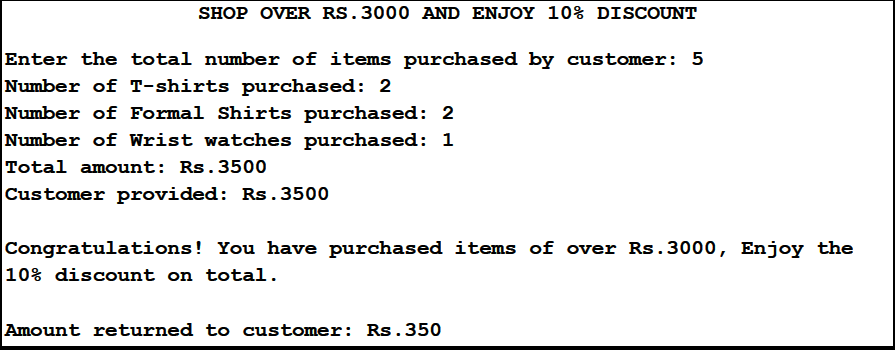 SHOP OVER RS.3000 AND ENJOY 10% DISCOUNT
Enter the total number of items purchased by customer: 5
Number of T-shirts purchased: 2
Number of Formal Shirts purchased: 2
Number of Wrist watches purchased: 1
Total amount: Rs.3500
Customer provided: Rs.3500
Congratulations! You have purchased items of over Rs.3000, Enjoy the
10% discount on total.
Amount returned to customer: Rs.350